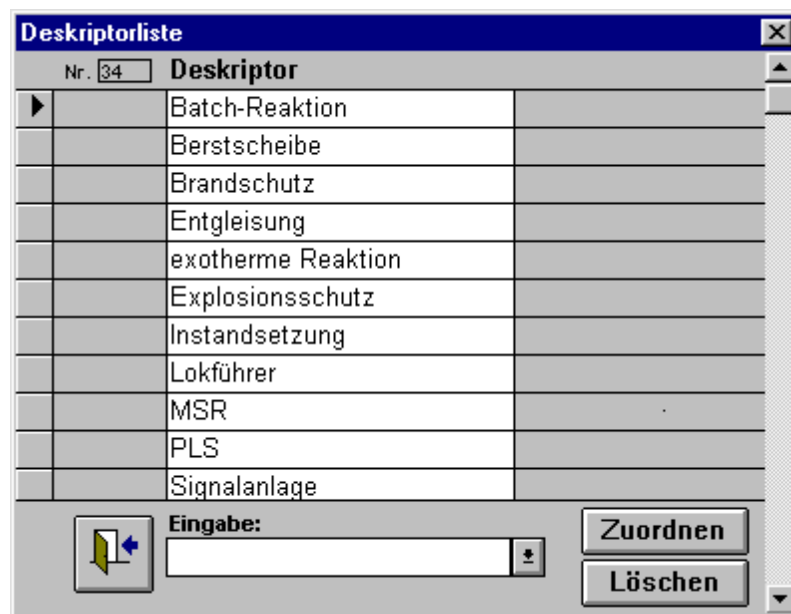 Deskriptorliste
Nr. 34 Deskriptor
Batch-Reaktion
Berstscheibe
Brandschutz
Entgleisung
exotherme Reaktion
Explosionsschutz
Instandsetzung
Lokführer
MSR
PLS
Signalanlage
Eingabe:
Zuordnen
Löschen